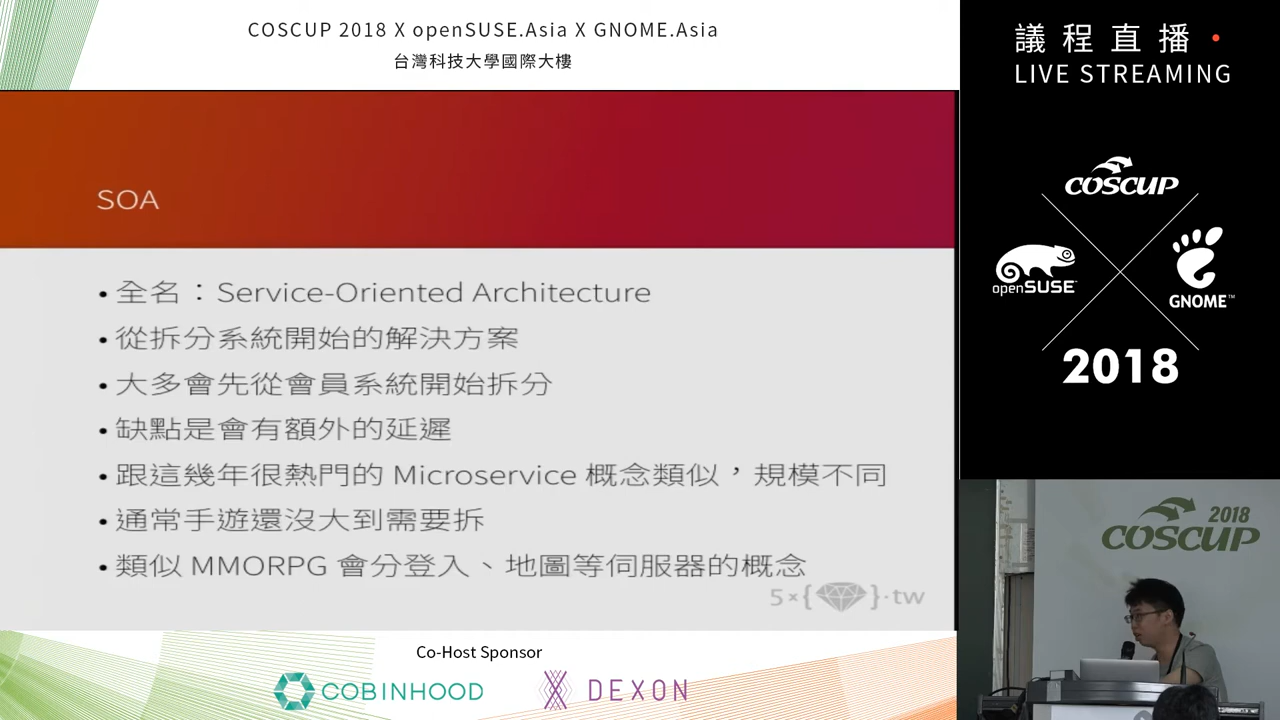 COSCUP 2018 X openSUSE.Asia X GNOME.Asia
台灣科技大學國際大樓
SOA
• 全名：Service-Oriented Architecture
• 從拆分系統開始的解決方案
• 大多會先從會員系統開始拆分
• 缺點是會有額外的延遲
• 跟這幾年很熱門的 Microservice 概念類似，規模不同
• 通常手遊還沒大到需要拆
• 類似 MMORPG 會分登入、地圖等伺服器的概念
5×{}·tw
Co-Host Sponsor
COBINHOOD
DEXON
議程直播
LIVE STREAMING
COSCUP
openSUSE
GNOME™
2018
2018
COSCUP